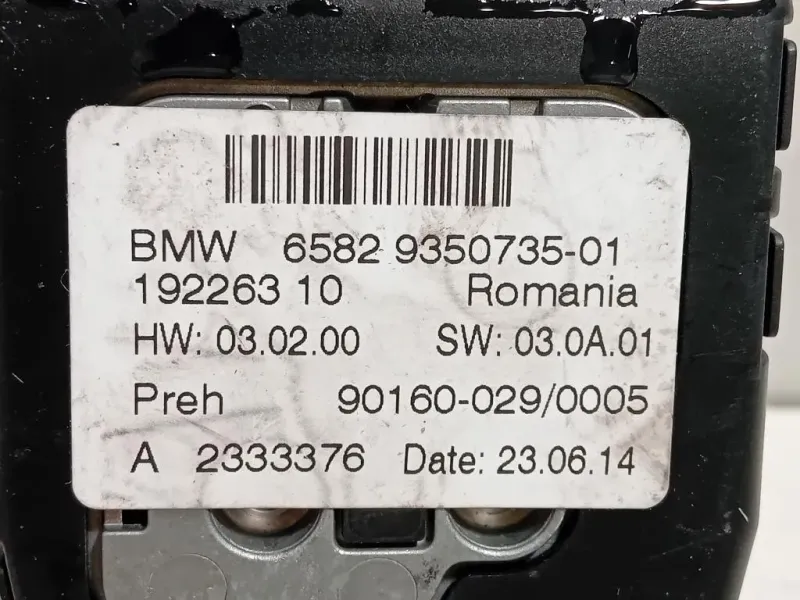 BMW 6582 9350735-01
192263 10 Romania
HW: 03.02.00 SW: 03.0A.01
Preh 90160-029/0005
A 2333376 Date: 23.06.14